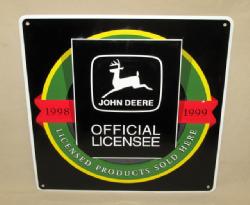 JOHN DEERE
1998
1999
OFFICIAL
LICENSEE
LICENSED PRODUCTS SOLD HERE